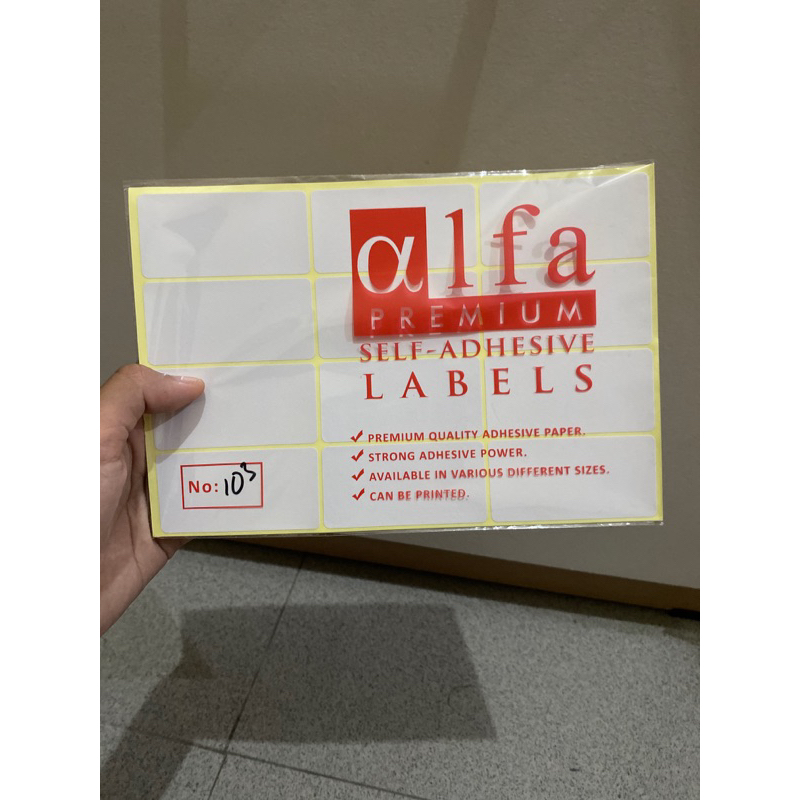 αlfa
PREMIUM
SELF-ADHESIVE
LABELS
✓ PREMIUM QUALITY ADHESIVE PAPER.
✓ STRONG ADHESIVE POWER.
✓ AVAILABLE IN VARIOUS DIFFERENT SIZES.
✓ CAN BE PRINTED.
No: 103